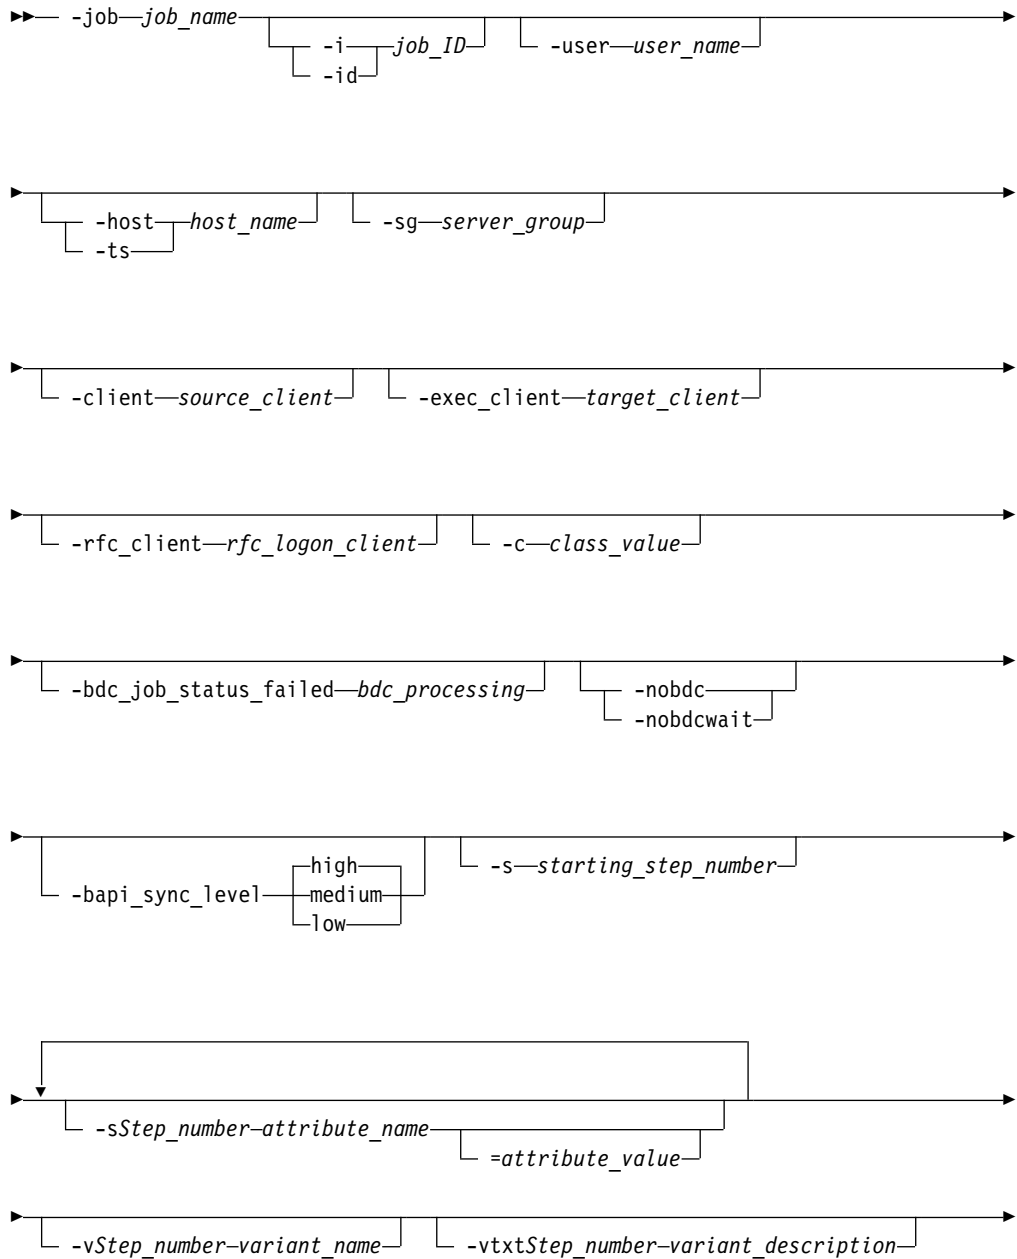 -job job_name
-i job_ID -user user_name
-id
-host host_name -sg server_group
-ts
-client source_client -exec_client target_client
-rfc_client rfc_logon_client -c class_value
-bdc_job_status_failed bdc_processing -nobdc
-nobdcwait
high
-bapi_sync_level medium -s starting_step_number
low
-sStep_number attribute_name
=attribute_value
-vStep_number variant_name -vtxtStep_number variant_description